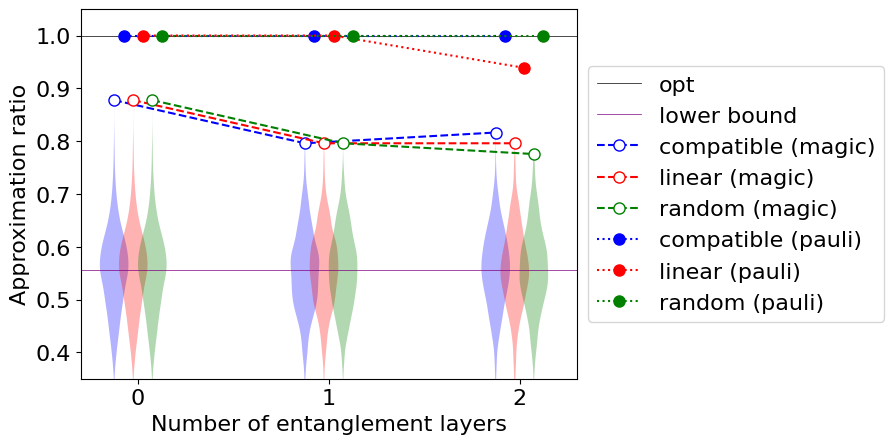 1.0
0.9
0.8
0.7
0.6
0.5
0.4
Approximation ratio
0 1 2
Number of entanglement layers
opt
lower bound
compatible (magic)
linear (magic)
random (magic)
compatible (pauli)
linear (pauli)
random (pauli)